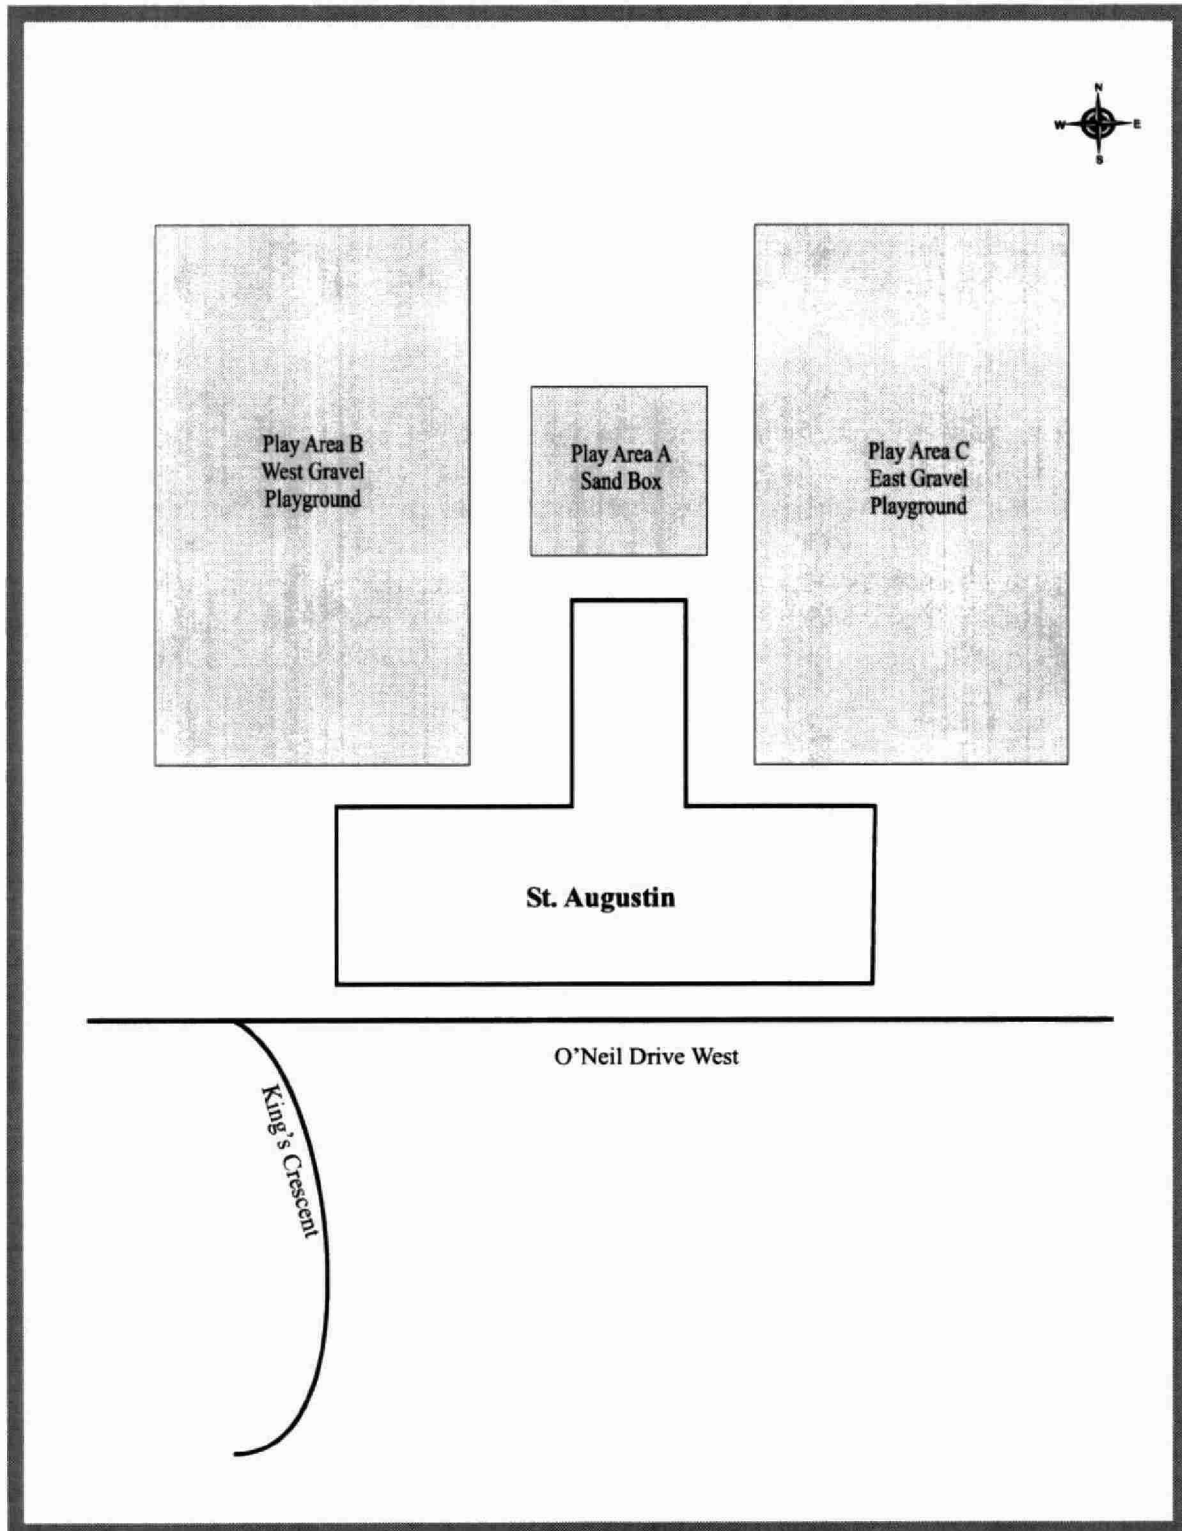 N
W E
S
Play Area B
West Gravel
Playground
Play Area A
Sand Box
Play Area C
East Gravel
Playground
St. Augustin
O'Neil Drive West
King's Crescent